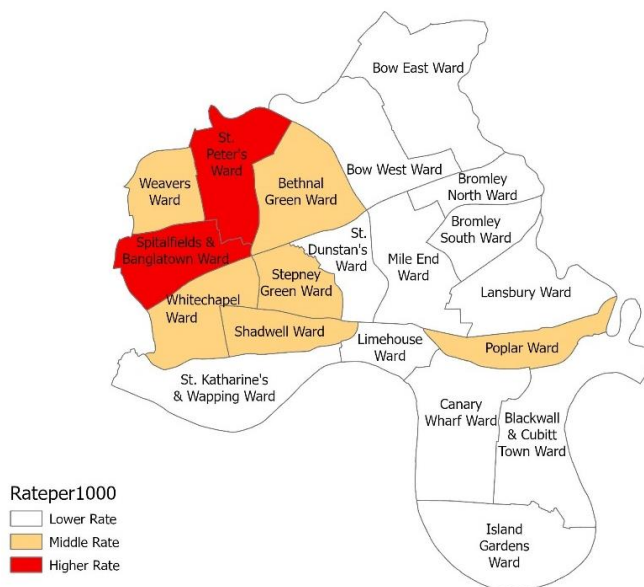 Bow East Ward
St.
Peter's
Ward
Bow West Ward
Weavers
Ward
Bethnal
Green Ward
Bromley
North Ward
Bromley
South Ward
St.
Dunstan's
Ward
Mile End
Ward
Spitalfields &
Banglatown Ward
Stepney
Green Ward
Lansbury Ward
Whitechapel
Ward
Shadwell Ward
Limehouse
Ward
Poplar Ward
St. Katharine's
& Wapping Ward
Canary
Wharf Ward
Blackwall
& Cubitt
Town Ward
Island
Gardens
Ward
Rateper1000
Lower Rate
Middle Rate
Higher Rate